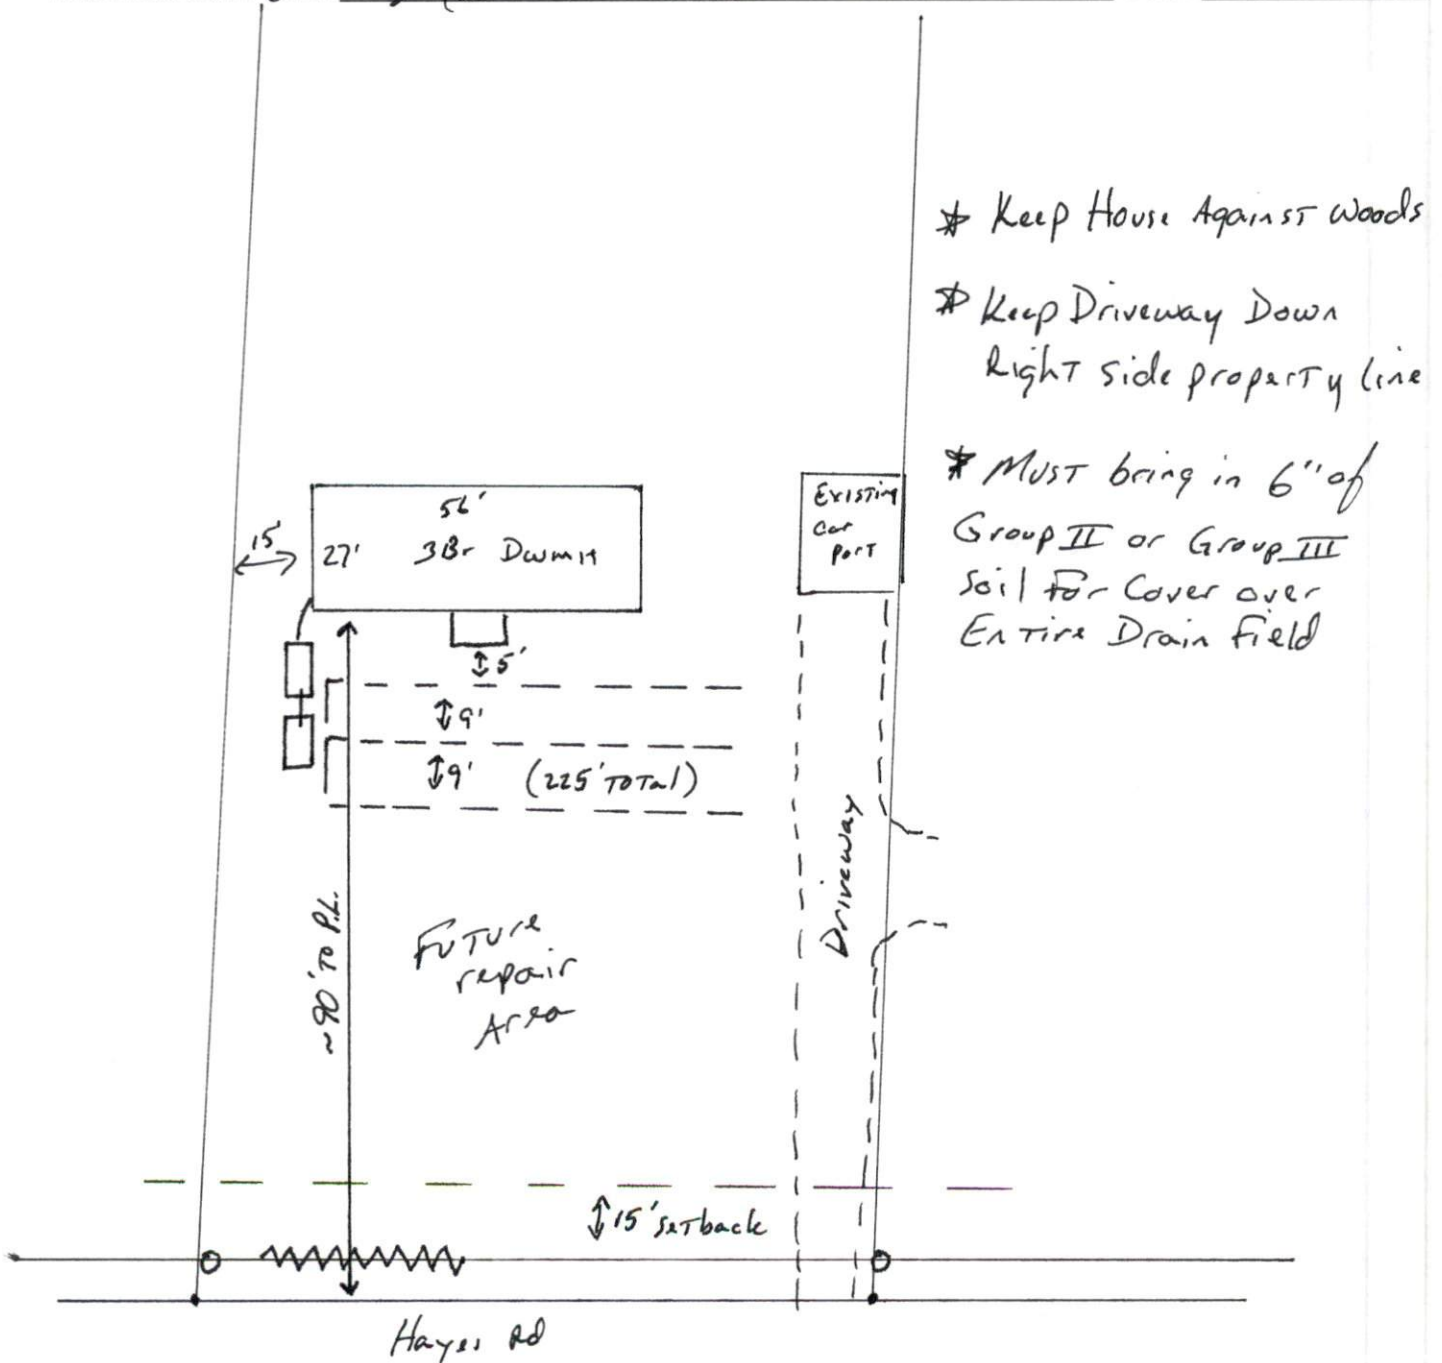 * Keep House Against woods
* Keep Driveway Down
Right side property line
* Must bring in 6" of
Group II or Group III
Soil For Cover over
Entire Drain Field
56'
15'
27'
3Br Dwmh
Existing
Car
Port
5'
9'
9'
(225' Total)
Driveway
~90' To P.L.
Future
repair
Area
15' setback
Hayes Rd